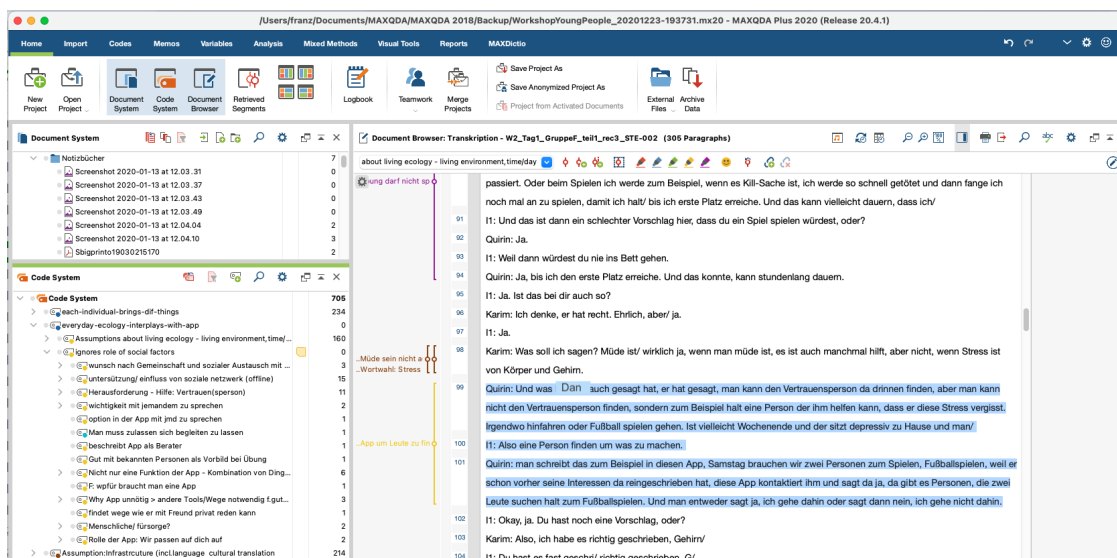 /Users/franz/Documents/MAXQDA/MAXQDA 2018/Backup/WorkshopYoungPeople_20201223-193731.mx20 - MAXQDA Plus 2020 (Release 20.4.1)
Home Import Codes Memos Variables Analysis Mixed Methods Visual Tools Reports MAXDictio
New Project
Open Project
Document System
Code System
Document Browser
Retrieved Segments
Logbook
Teamwork
Merge Projects
Save Project As
Save Anonymized Project As
Project from Activated Documents
External Files
Archive Data
Document System
Notizbücher 7
Screenshot 2020-01-13 at 12.03.31 0
Screenshot 2020-01-13 at 12.03.37 0
Screenshot 2020-01-13 at 12.03.43 0
Screenshot 2020-01-13 at 12.03.49 0
Screenshot 2020-01-13 at 12.04.04 2
Screenshot 2020-01-13 at 12.04.10 3
Sbigprinto19030215170 2
Code System
Code System 705
each-individual-brings-dif-things 234
everyday-ecology-interplays-with-app 0
Assumptions about living ecology - living environment,time/... 160
ignores role of social factors 0
wunsch nach Gemeinschaft und sozialer Austausch mit ... 3
untersützung/ einfluss von soziale netzwerk (offline) 15
Herausforderung - Hilfe: Vertrauen(sperson) 11
wichtigkeit mit jemandem zu sprechen 2
option in der App mit jmd zu sprechen 1
Man muss zulassen sich begleiten zu lassen 1
beschreibt App als Berater 1
Gut mit bekannten Personen als Vorbild bei Übung 1
Nicht nur eine Funktion der App - Kombination von Ding... 6
F: wpfür braucht man eine App 1
Why App unnötig > andere Tools/Wege notwendig f.gut... 3
findet wege wie er mit Freund privat reden kann 1
Menschliche/ fürsorge? 2
Rolle der App: Wir passen auf dich auf 2
Assumption:Infrastrcuture (incl.language cultural translation 214
Document Browser: Transkription - W2_Tag1_GruppeF_teil1_rec3_STE-002 (305 Paragraphs)
about living ecology - living environment,time/day
ung darf nicht sp
passiert. Oder beim Spielen ich werde zum Beispiel, wenn es Kill-Sache ist, ich werde so schnell getötet und dann fange ich
noch mal an zu spielen, damit ich halt/ bis ich erste Platz erreiche. Und das kann vielleicht dauern, dass ich/
91 I1: Und das ist dann ein schlechter Vorschlag hier, dass du ein Spiel spielen würdest, oder?
92 Quirin: Ja.
93 I1: Weil dann würdest du nie ins Bett gehen.
94 Quirin: Ja, bis ich den erste Platz erreiche. Und das konnte, kann stundenlang dauern.
95 I1: Ja. Ist das bei dir auch so?
96 Karim: Ich denke, er hat recht. Ehrlich, aber/ ja.
97 I1: Ja.
..Müde sein nicht a
..Wortwahl: Stress
98 Karim: Was soll ich sagen? Müde ist/ wirklich ja, wenn man müde ist, es ist auch manchmal hilft, aber nicht, wenn Stress ist
von Körper und Gehirn.
99 Quirin: Und was Dan auch gesagt hat, er hat gesagt, man kann den Vertrauensperson da drinnen finden, aber man kann
nicht den Vertrauensperson finden, sondern zum Beispiel halt eine Person der ihm helfen kann, dass er diese Stress vergisst.
Irgendwo hinfahren oder Fußball spielen gehen. Ist vielleicht Wochenende und der sitzt depressiv zu Hause und man/
..App um Leute zu fin
100 I1: Also eine Person finden um was zu machen.
101 Quirin: man schreibt das zum Beispiel in diesen App, Samstag brauchen wir zwei Personen zum Spielen, Fußballspielen, weil er
schon vorher seine Interessen da reingeschrieben hat, diese App kontaktiert ihm und sagt da ja, da gibt es Personen, die zwei
Leute suchen halt zum Fußballspielen. Und man entweder sagt ja, ich gehe dahin oder sagt dann nein, ich gehe nicht dahin.
102 I1: Okay, ja. Du hast noch eine Vorschlag, oder?
103 Karim: Also, ich habe es richtig geschrieben, Gehirn/
104 I1: Du hast es fast geschri/ richtig geschrieben. G/